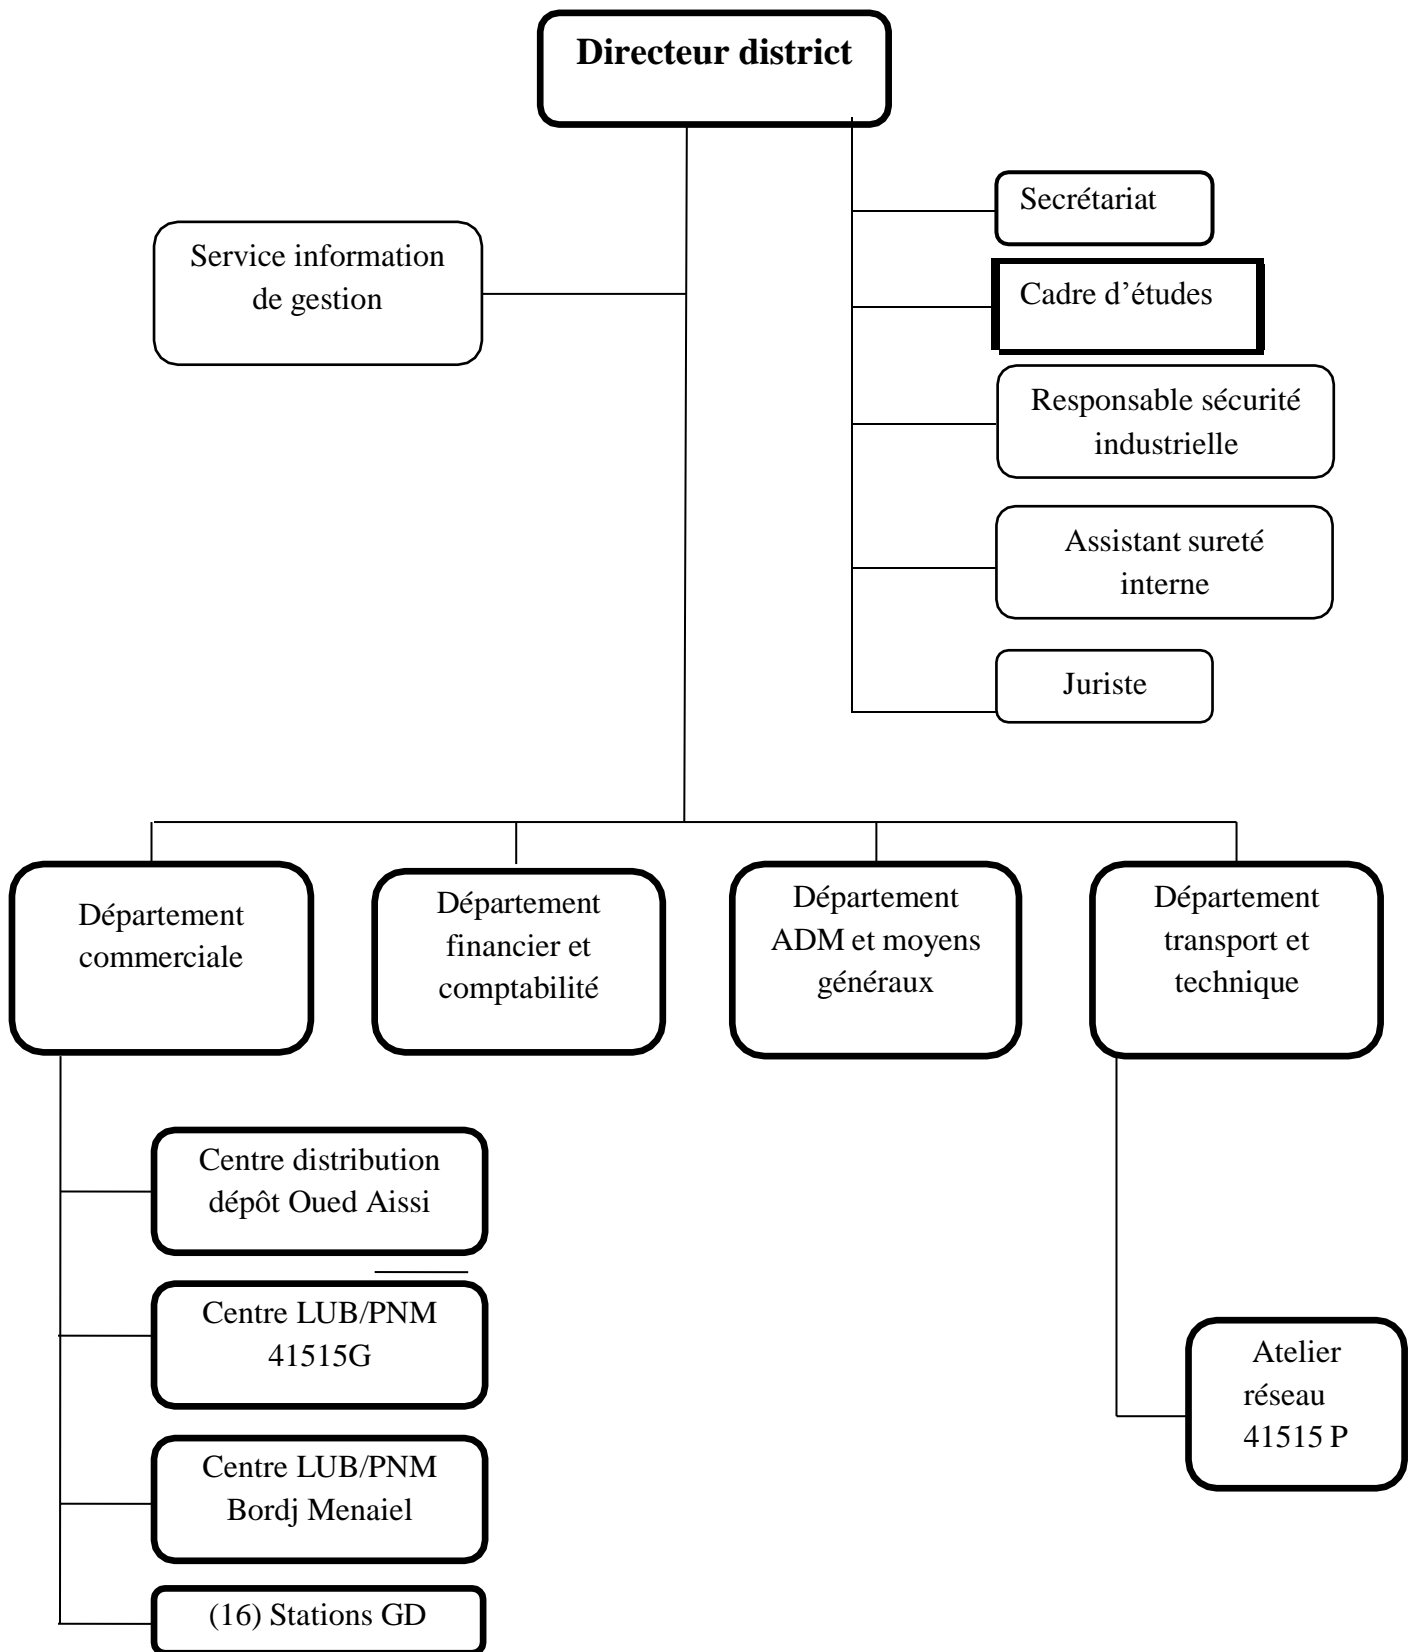 Directeur district
Secrétariat
Service information
de gestion
Cadre d’études
Responsable sécurité
industrielle
Assistant sureté
interne
Juriste
Département
commerciale
Département
financier et
comptabilité
Département
ADM et moyens
généraux
Département
transport et
technique
Centre distribution
dépôt Oued Aissi
Centre LUB/PNM
41515G
Centre LUB/PNM
Bordj Menaiel
(16) Stations GD
Atelier
réseau
41515 P